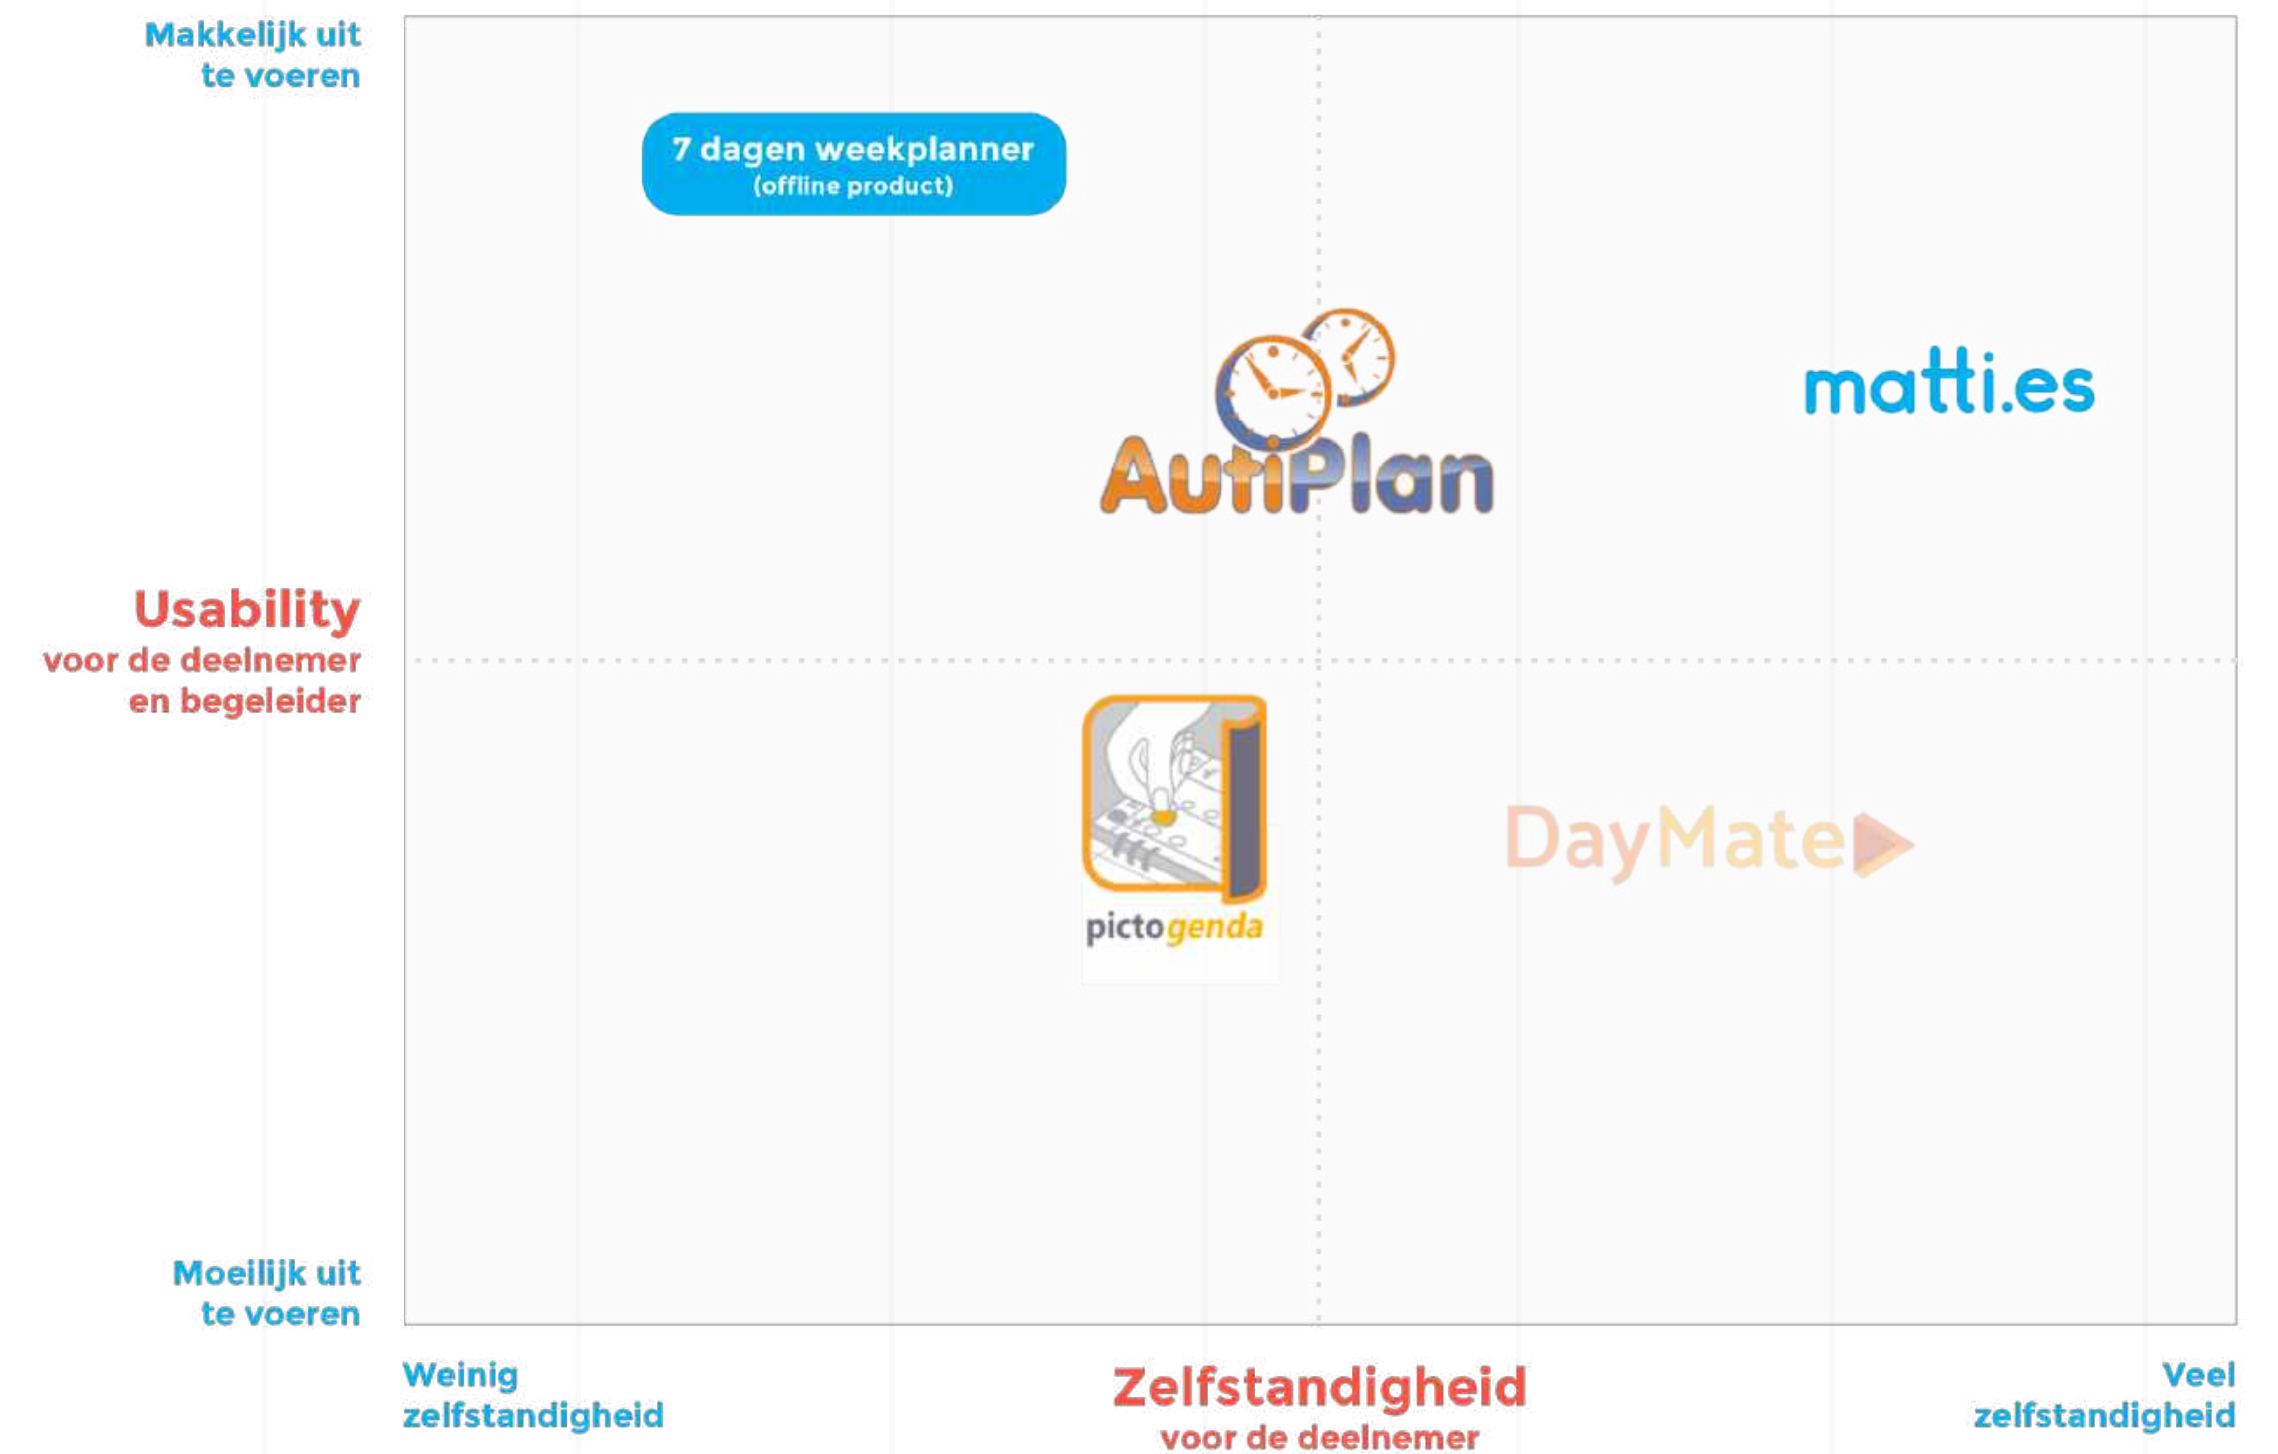 Makkelijk uit
te voeren
7 dagen weekplanner
(offline product)
AutiPlan
matti.es
Usability
voor de deelnemer
en begeleider
pictogenda
DayMate
Moeilijk uit
te voeren
Weinig
zelfstandigheid
Zelfstandigheid
voor de deelnemer
Veel
zelfstandigheid